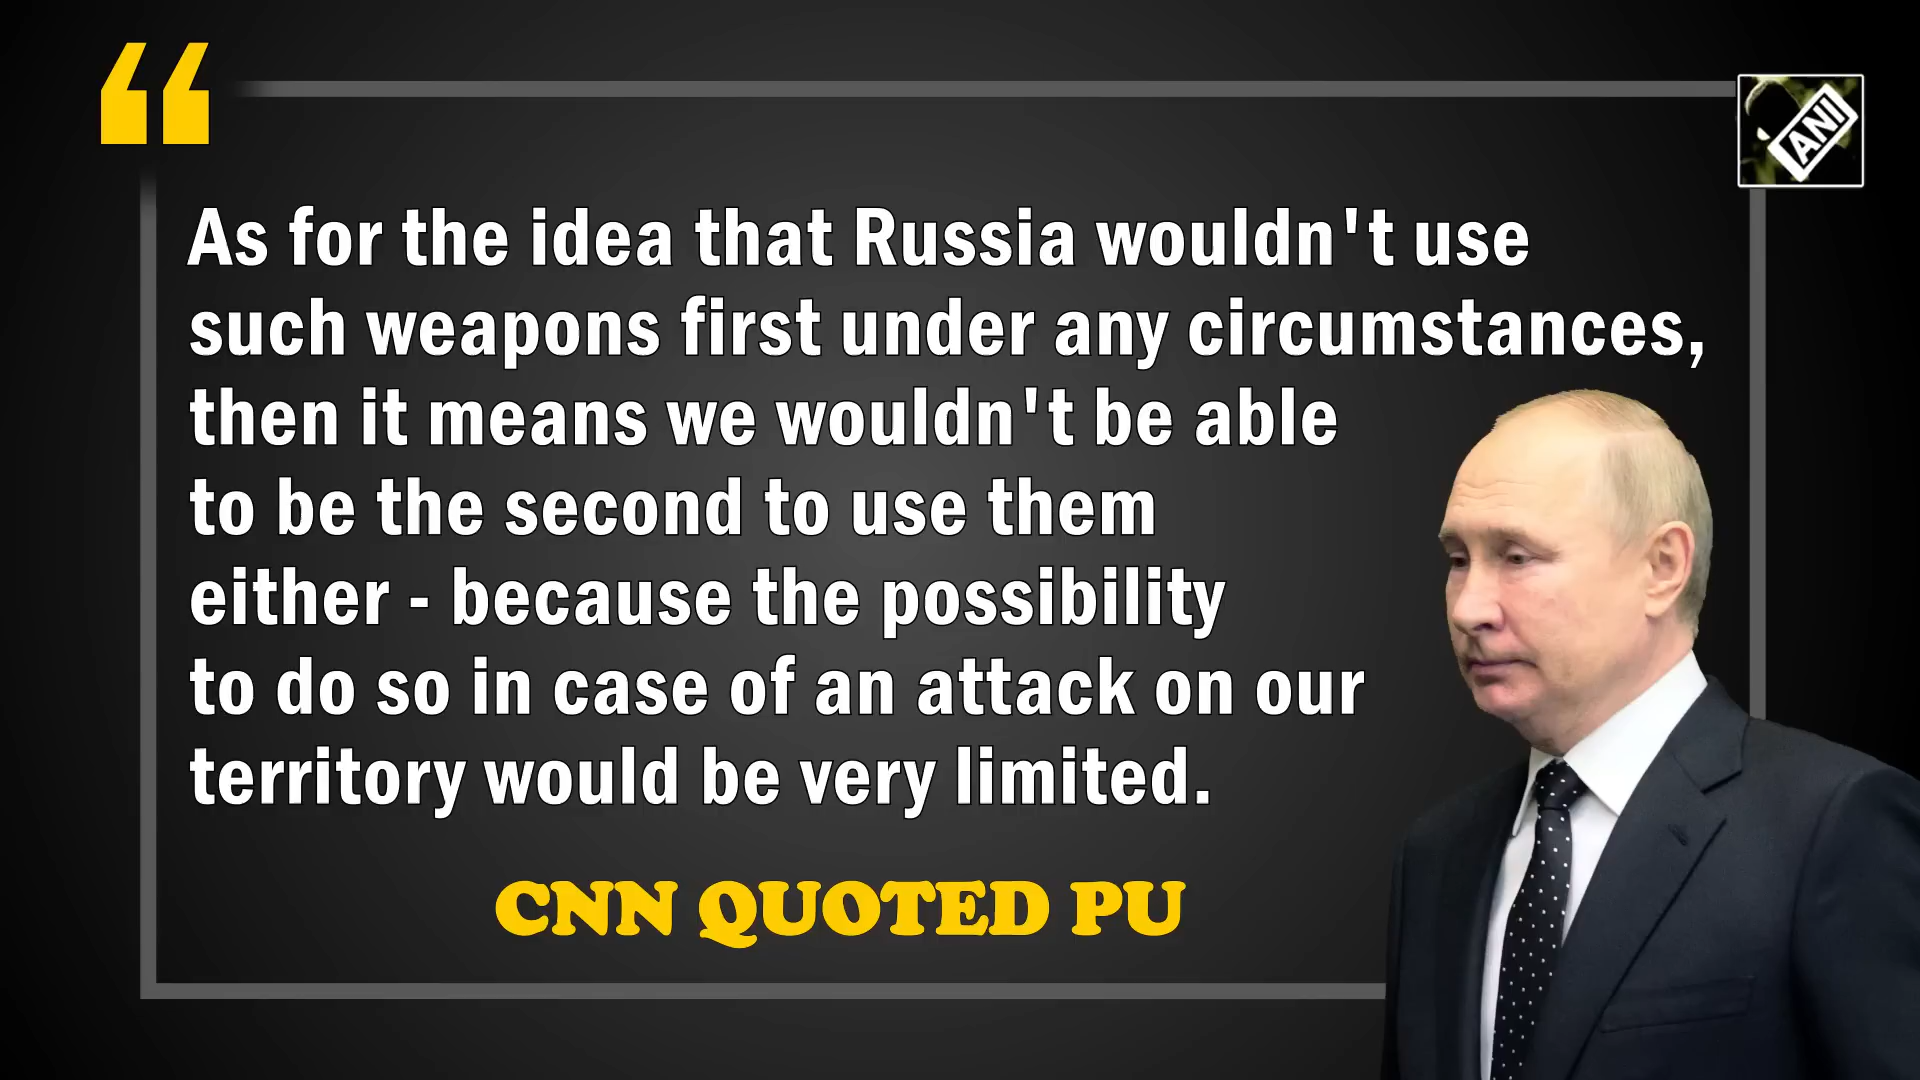 “
ANI
As for the idea that Russia wouldn't use
such weapons first under any circumstances,
then it means we wouldn't be able
to be the second to use them
either - because the possibility
to do so in case of an attack on our
territory would be very limited.
CNN QUOTED PU